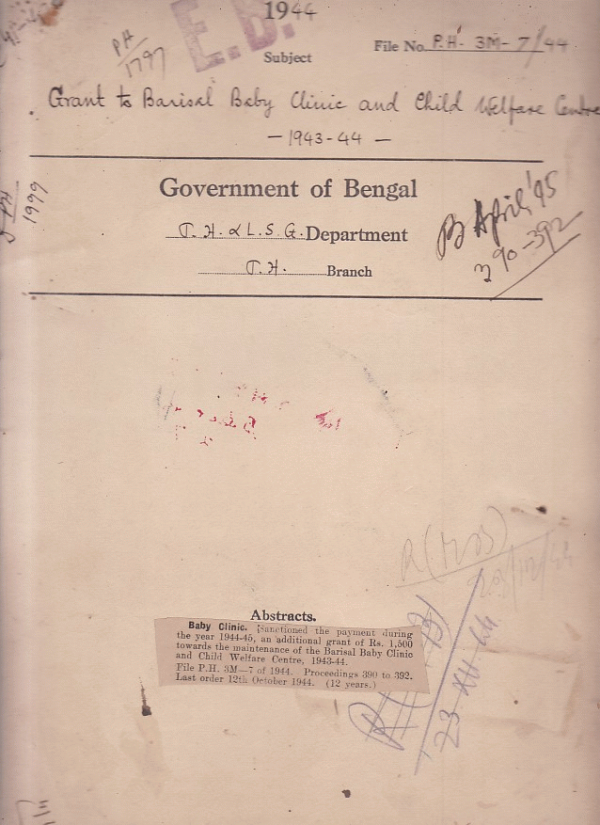 1944
E.B.
PH
1797
Subject
File No. P.H. 3M-7/44
Grant to Barisal Baby Clinic and Child Welfare Centre
— 1943-44 —
1999
Government of Bengal
P.H. & L.S.G. Department
P.H. Branch
B April '45
390-392
Abstracts.
Baby Clinic. Sanctioned the payment during
the year 1944-45, an additional grant of Rs. 1,500
towards the maintenance of the Barisal Baby Clinic
and Child Welfare Centre, 1943-44.
File P.H. 3M—7 of 1944. Proceedings 390 to 392.
Last order 12th October 1944. (12 years.)
23-XII-44